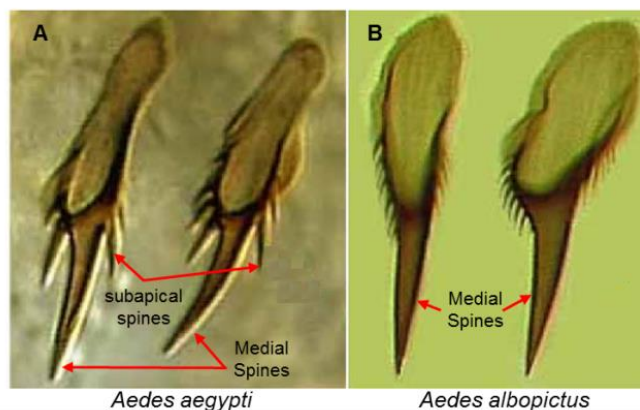 A
B
subapical
spines
Medial
Spines
Medial
Spines
Aedes aegypti
Aedes albopictus